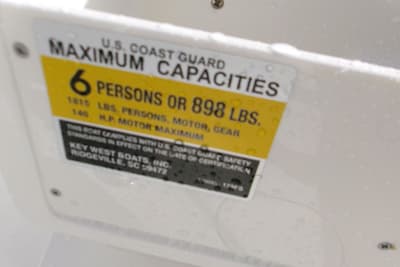 U.S. COAST GUARD
MAXIMUM CAPACITIES
6 PERSONS OR 898 LBS.
1815 LBS, PERSONS, MOTOR, GEAR
140 H.P. MOTOR MAXIMUM
THIS BOAT COMPLIES WITH U.S. COAST GUARD SAFETY
STANDARDS IN EFFECT ON THE DATE OF CERTIFICATION
KEY WEST BOATS, INC.
RIDGEVILLE, SC 29472